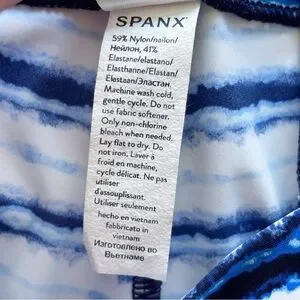 SPANX
59% Nylon/nailon/
Нейлон, 41%
Elastane/elastano/
Elasthanne/Elastan/
Elastaan/Эластан
Machine wash cold,
gentle cycle. Do not
use fabric softener.
Only non-chlorine
bleach when needed.
Lay flat to dry. Do
not iron. Laver à
froid en machine,
cycle délicat. Ne pas
utiliser
d'assouplissant.
Utiliser seulement
hecho en vietnam
fabbricato in
vietnam
Изготовлено во
Вьетнаме